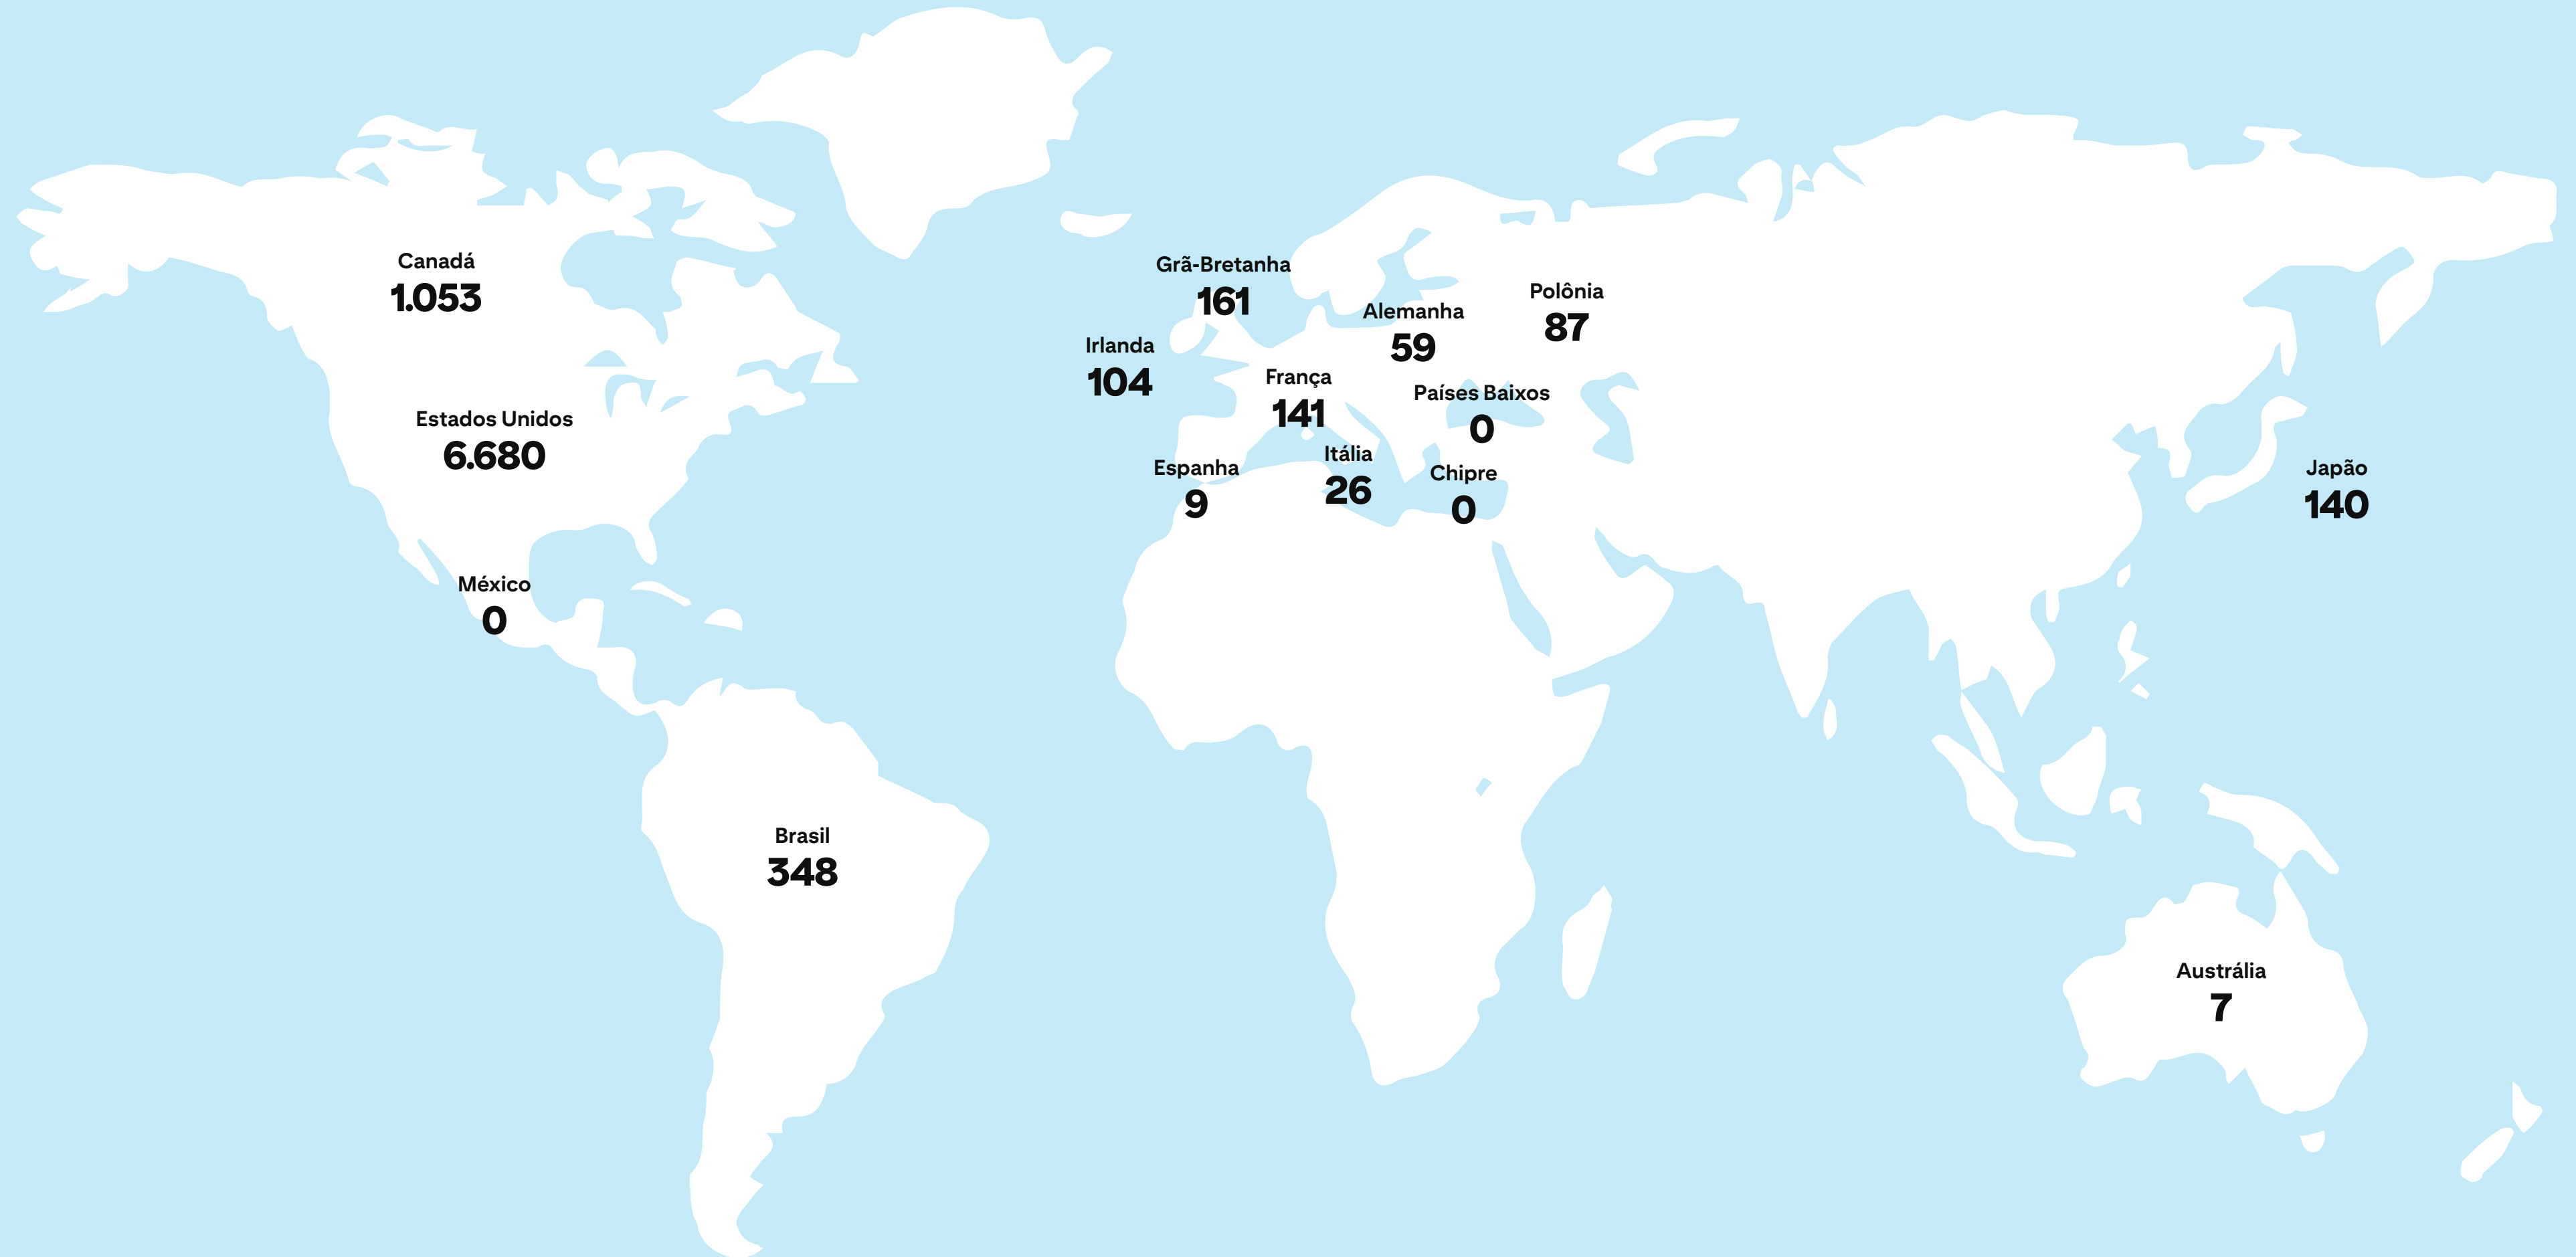 Canadá
1.053
Estados Unidos
6.680
México
0
Brasil
348
Grã-Bretanha
161
Irlanda
104
Alemanha
59
Polônia
87
França
141
Países Baixos
0
Espanha
9
Itália
26
Chipre
0
Japão
140
Austrália
7